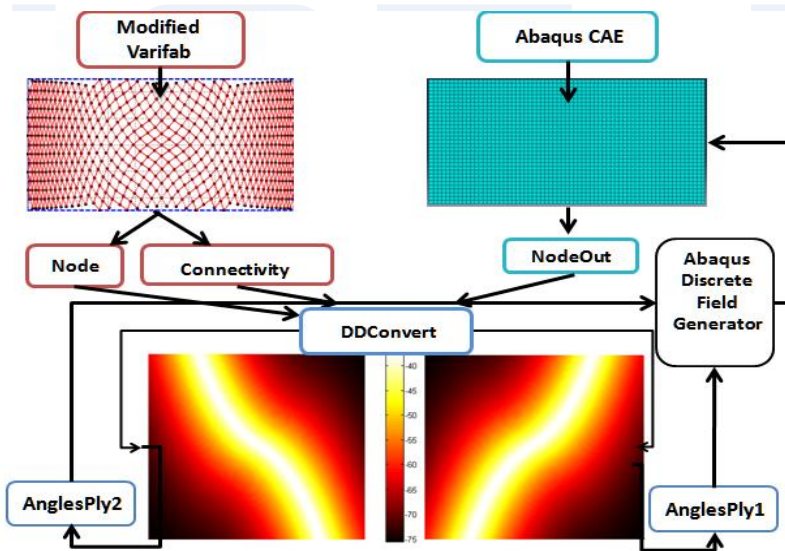 Modified
Varifab
Abaqus CAE
Node
Connectivity
NodeOut
Abaqus
Discrete
Field
Generator
DDConvert
-40
-45
-50
-55
-60
-65
-70
-75
AnglesPly2
AnglesPly1